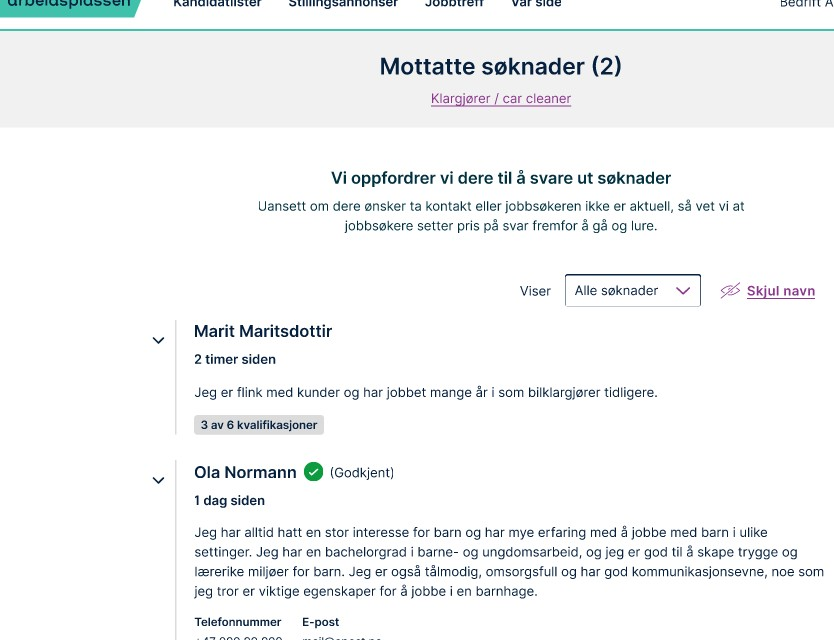 arbeidsplassen Kandidatlister Stillingsannonser Jobbtreff Vår side Bedrift A
Mottatte søknader (2)
Klargjører / car cleaner
Vi oppfordrer vi dere til å svare ut søknader
Uansett om dere ønsker ta kontakt eller jobbsøkeren ikke er aktuell, så vet vi at
jobbsøkere setter pris på svar fremfor å gå og lure.
Viser Alle søknader Skjul navn
Marit Maritsdottir
2 timer siden
Jeg er flink med kunder og har jobbet mange år i som bilklargjører tidligere.
3 av 6 kvalifikasjoner
Ola Normann (Godkjent)
1 dag siden
Jeg har alltid hatt en stor interesse for barn og har mye erfaring med å jobbe med barn i ulike
settinger. Jeg har en bachelorgrad i barne- og ungdomsarbeid, og jeg er god til å skape trygge og
lærerike miljøer for barn. Jeg er også tålmodig, omsorgsfull og har god kommunikasjonsevne, noe som
jeg tror er viktige egenskaper for å jobbe i en barnhage.
Telefonnummer E-post